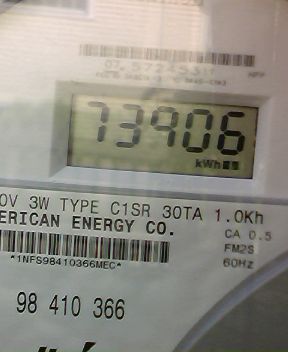 73906
kWh
0V 3W TYPE C1SR 30TA 1.0Kh
ERICAN ENERGY CO.
CA 0.5
FM2S
*1NFS98410366MEC*
60Hz
98 410 366